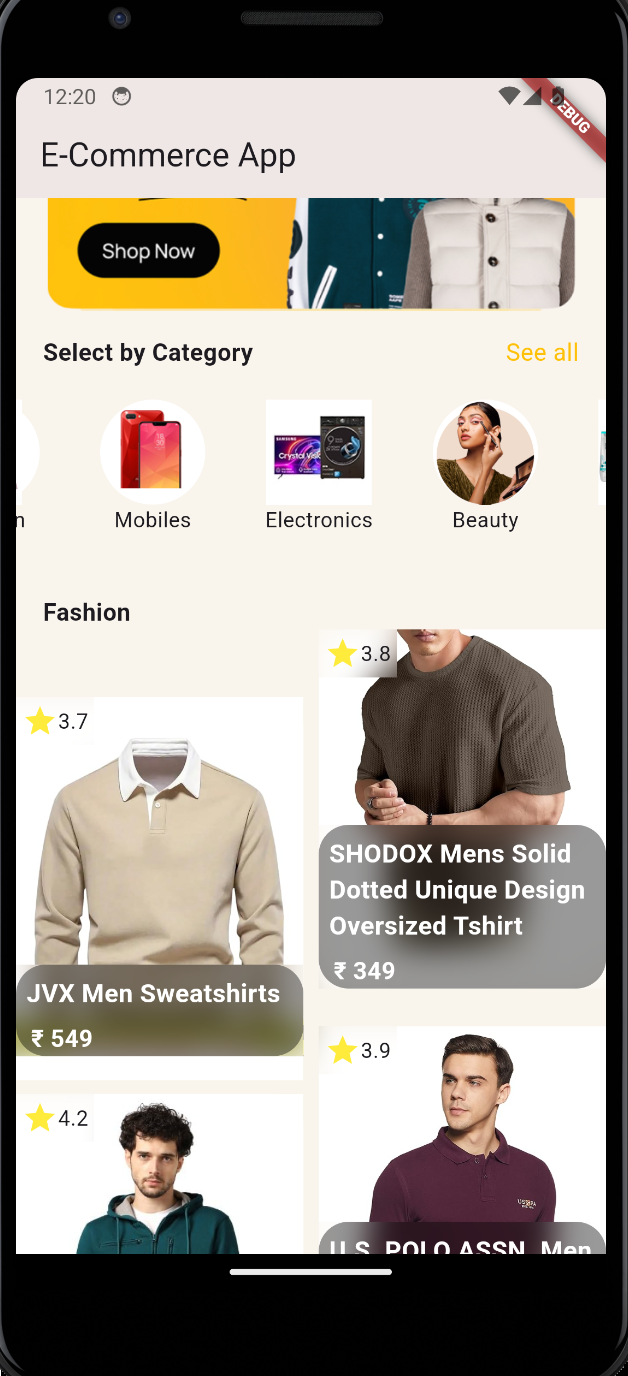 12:20
DEBUG
E-Commerce App
Shop Now
Select by Category
See all
n
Mobiles
Electronics
Beauty
SAMSUNG
Crystal
Fashion
3.8
3.7
SHODOX Mens Solid
Dotted Unique Design
Oversized Tshirt
₹ 349
JVX Men Sweatshirts
₹ 549
3.9
4.2
U.S. POLO ASSN. Men